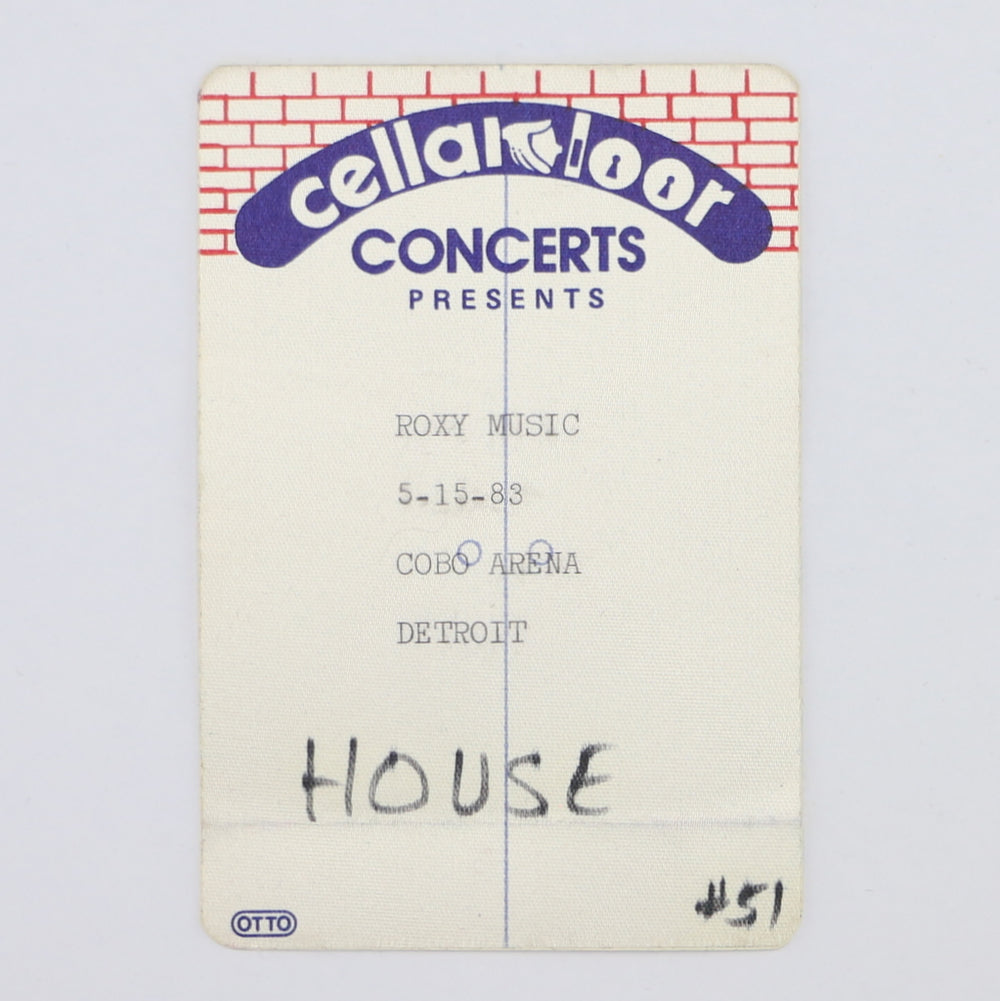 cellar door
CONCERTS
PRESENTS
ROXY MUSIC
5-15-83
COBO ARENA
DETROIT
HOUSE
#51
OTTO